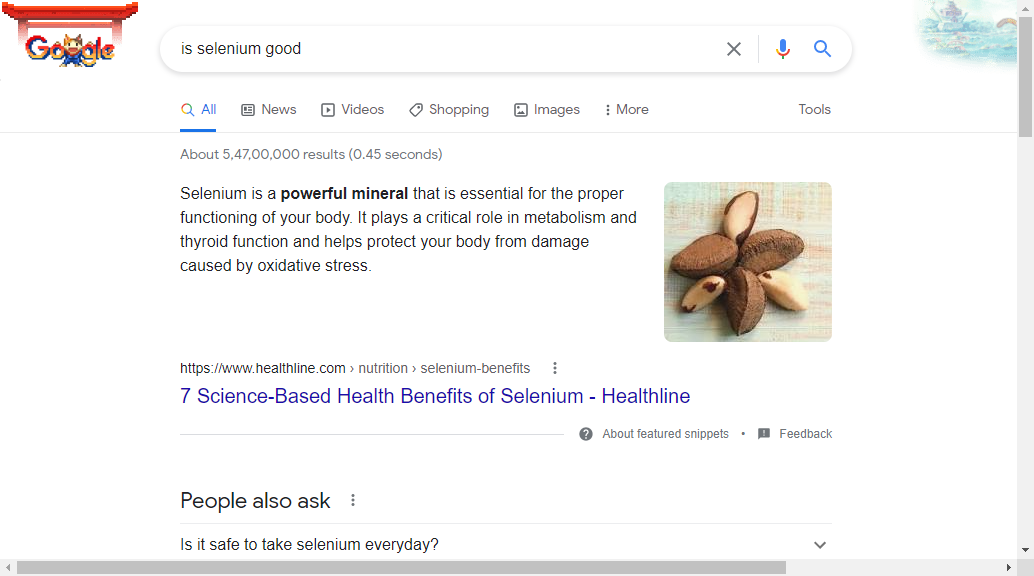 Google
is selenium good
All
News
Videos
Shopping
Images
More
Tools
About 5,47,00,000 results (0.45 seconds)
Selenium is a powerful mineral that is essential for the proper
functioning of your body. It plays a critical role in metabolism and
thyroid function and helps protect your body from damage
caused by oxidative stress.
https://www.healthline.com › nutrition › selenium-benefits
7 Science-Based Health Benefits of Selenium - Healthline
About featured snippets • Feedback
People also ask
Is it safe to take selenium everyday?